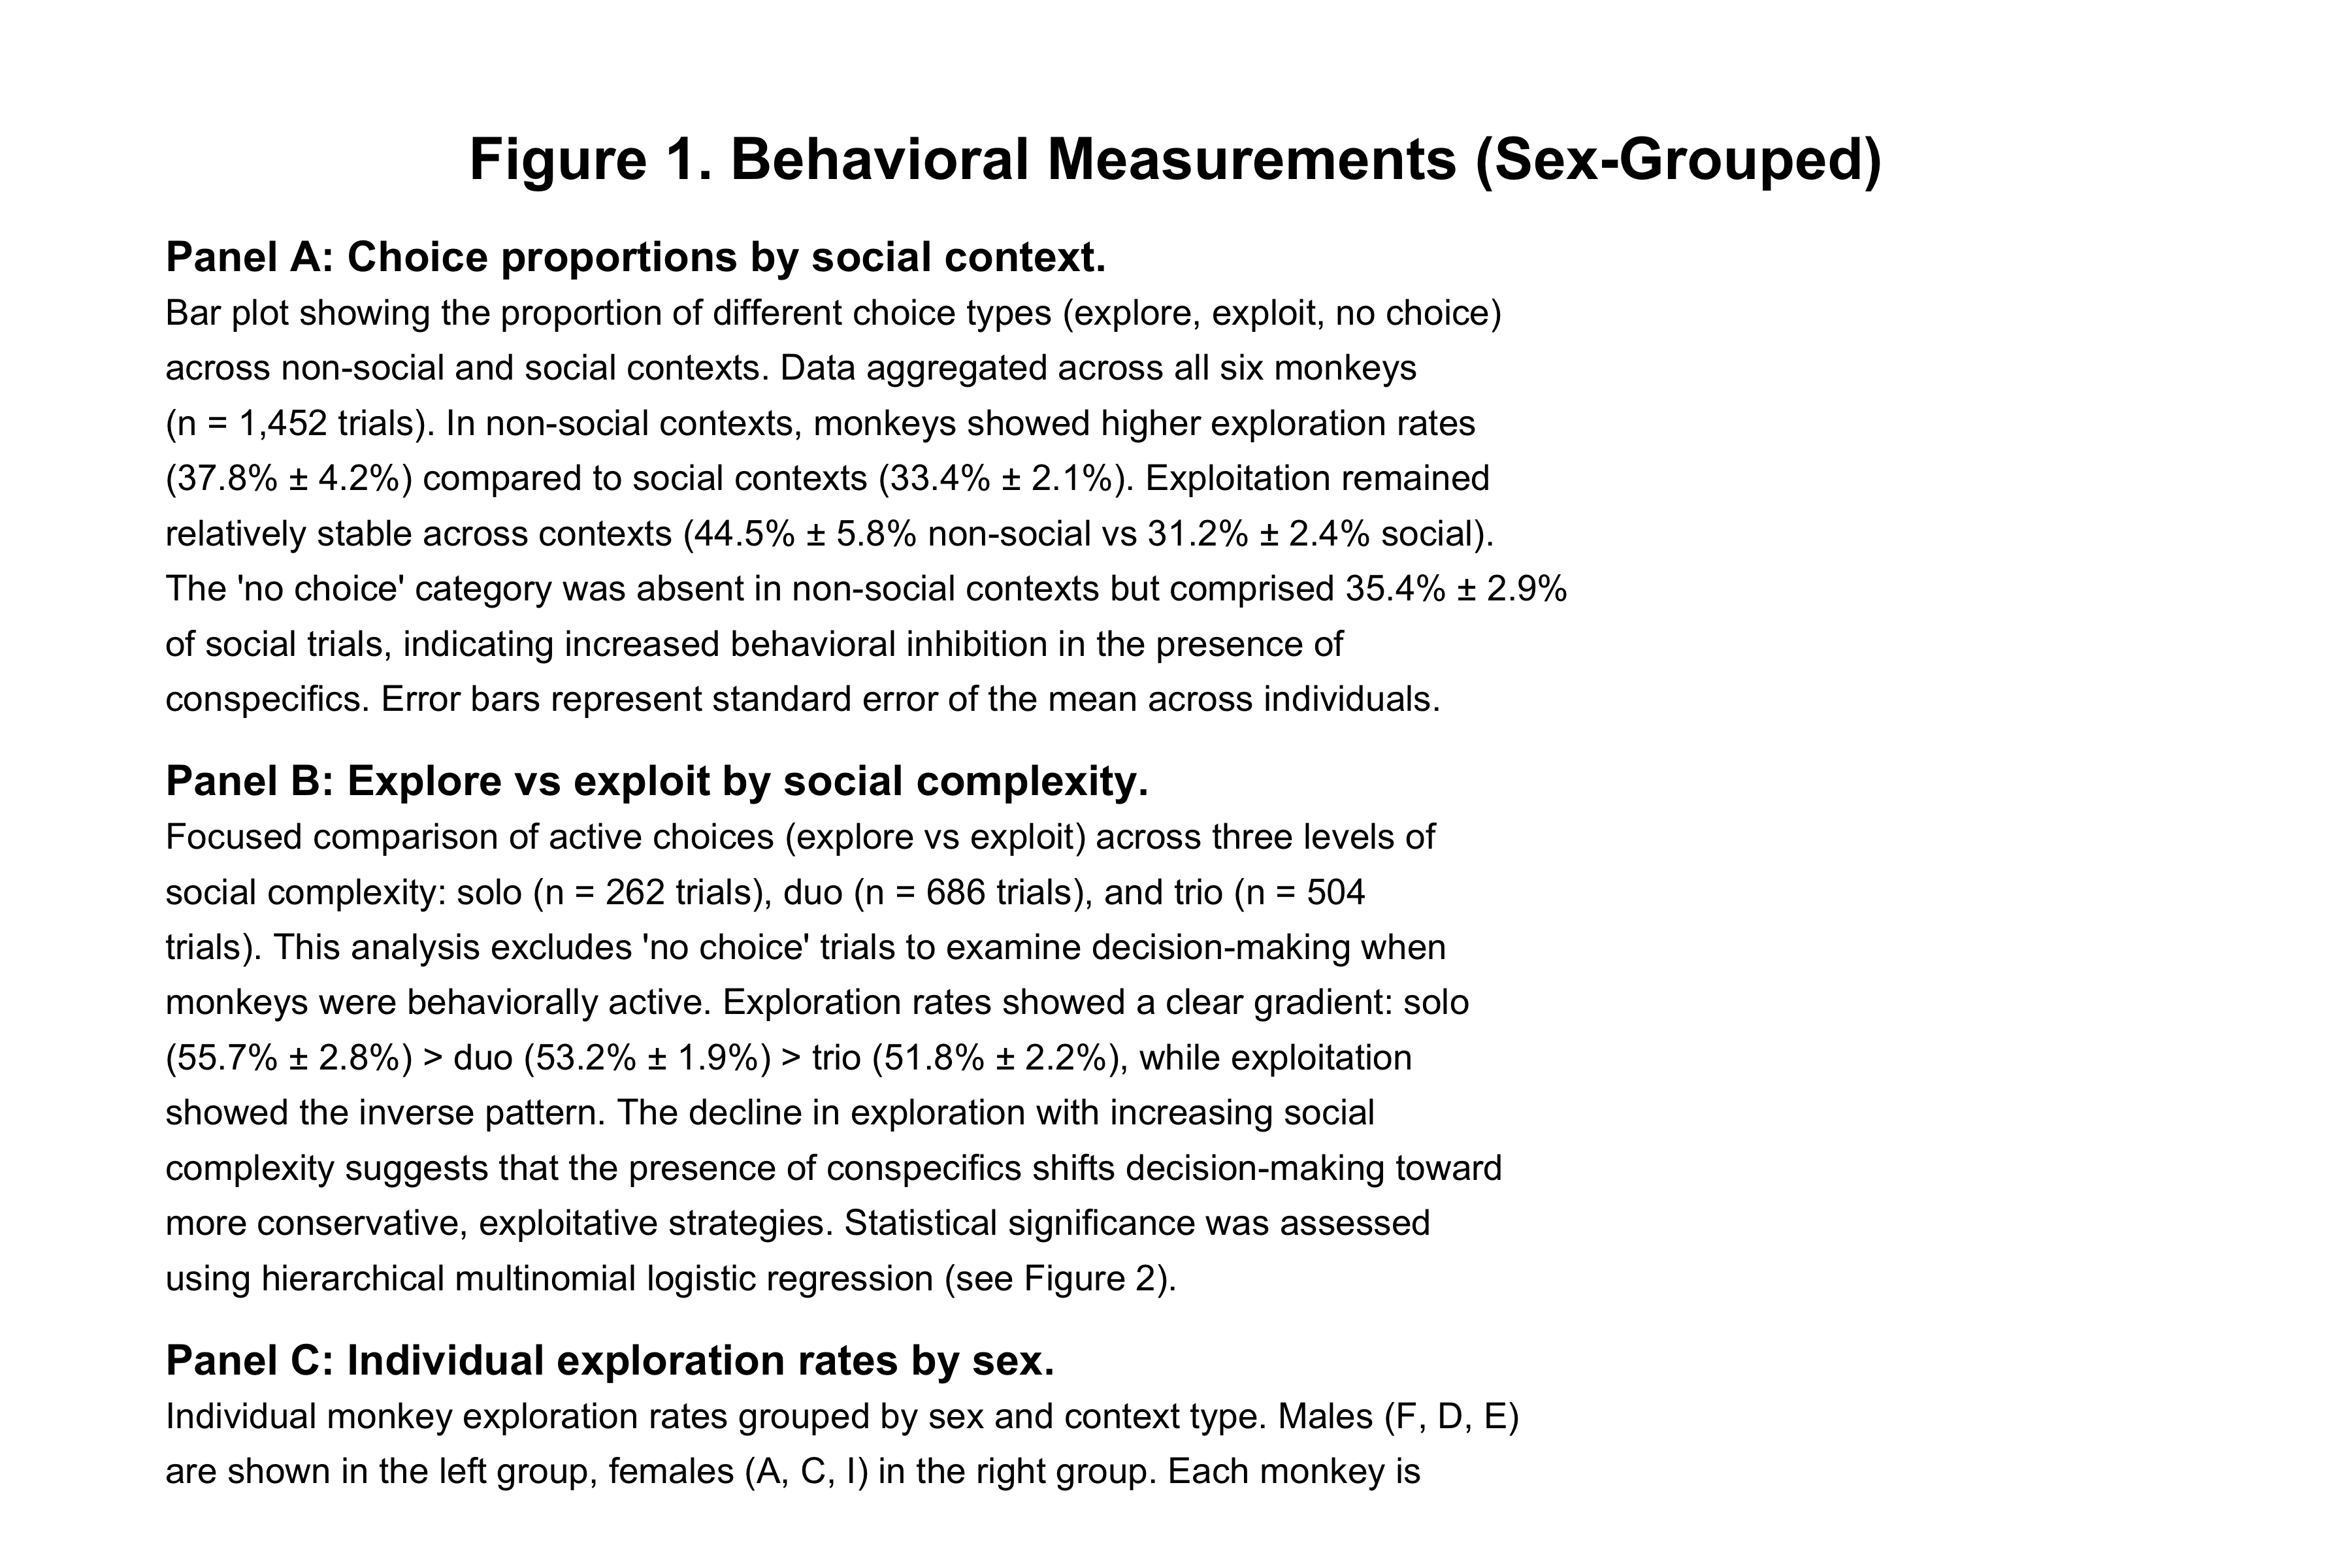 Figure 1. Behavioral Measurements (Sex-Grouped)
Panel A: Choice proportions by social context.
Bar plot showing the proportion of different choice types (explore, exploit, no choice)
across non-social and social contexts. Data aggregated across all six monkeys
(n = 1,452 trials). In non-social contexts, monkeys showed higher exploration rates
(37.8% ± 4.2%) compared to social contexts (33.4% ± 2.1%). Exploitation remained
relatively stable across contexts (44.5% ± 5.8% non-social vs 31.2% ± 2.4% social).
The 'no choice' category was absent in non-social contexts but comprised 35.4% ± 2.9%
of social trials, indicating increased behavioral inhibition in the presence of
conspecifics. Error bars represent standard error of the mean across individuals.
Panel B: Explore vs exploit by social complexity.
Focused comparison of active choices (explore vs exploit) across three levels of
social complexity: solo (n = 262 trials), duo (n = 686 trials), and trio (n = 504
trials). This analysis excludes 'no choice' trials to examine decision-making when
monkeys were behaviorally active. Exploration rates showed a clear gradient: solo
(55.7% ± 2.8%) > duo (53.2% ± 1.9%) > trio (51.8% ± 2.2%), while exploitation
showed the inverse pattern. The decline in exploration with increasing social
complexity suggests that the presence of conspecifics shifts decision-making toward
more conservative, exploitative strategies. Statistical significance was assessed
using hierarchical multinomial logistic regression (see Figure 2).
Panel C: Individual exploration rates by sex.
Individual monkey exploration rates grouped by sex and context type. Males (F, D, E)
are shown in the left group, females (A, C, I) in the right group. Each monkey is